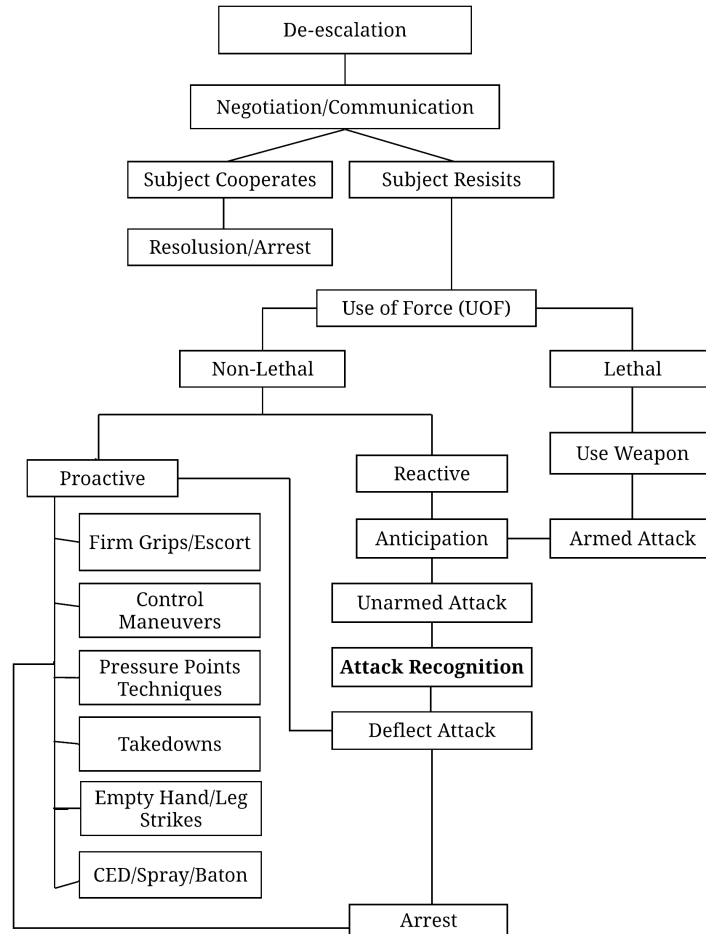 De-escalation
Negotiation/Communication
Subject Cooperates
Subject Resisits
Resolusion/Arrest
Use of Force (UOF)
Non-Lethal
Lethal
Use Weapon
Proactive
Reactive
Firm Grips/Escort
Anticipation
Armed Attack
Control
Maneuvers
Unarmed Attack
Pressure Points
Techniques
Attack Recognition
Takedowns
Deflect Attack
Empty Hand/Leg
Strikes
CED/Spray/Baton
Arrest